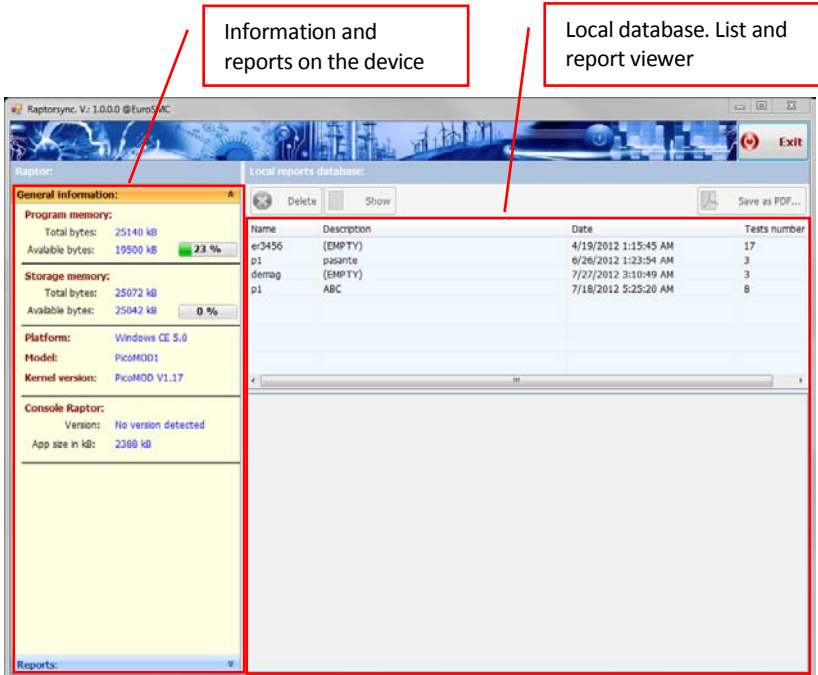 Information and
reports on the device
Local database. List and
report viewer
Raptorsync. V.: 1.0.0.0 @EuroSMC
Exit
Raptor:
Local reports database:
General information:
Delete
Show
Save as PDF...
Program memory:
Total bytes: 25140 kB
Available bytes: 19500 kB 23 %
Storage memory:
Total bytes: 25072 kB
Available bytes: 25042 kB 0 %
Platform: Windows CE 5.0
Model: PicoMOD1
Kernel version: PicoMOD V1.17
Console Raptor:
Version: No version detected
App size in kB: 2388 kB
Name Description Date Tests number
er3456 (EMPTY) 4/19/2012 1:15:45 AM 17
p1 pasante 6/26/2012 1:23:54 AM 3
demag (EMPTY) 7/27/2012 3:10:49 AM 3
p1 ABC 7/18/2012 5:25:20 AM 8
Reports: